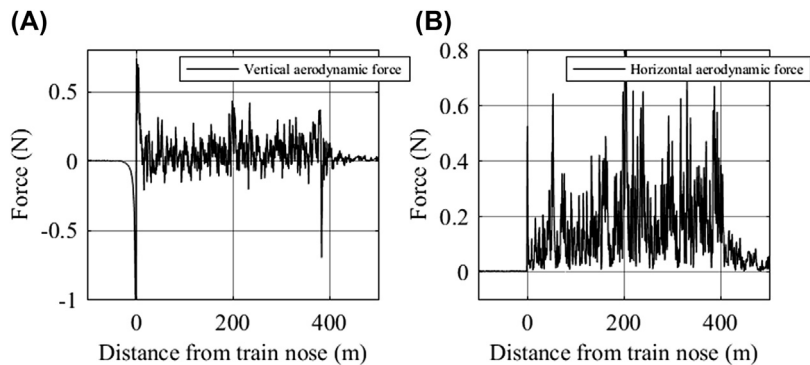 (A)
Vertical aerodynamic force
0.5
0
-0.5
-1
0 200 400
Force (N)
Distance from train nose (m)
(B)
Horizontal aerodynamic force
0.8
0.6
0.4
0.2
0
0 200 400
Force (N)
Distance from train nose (m)